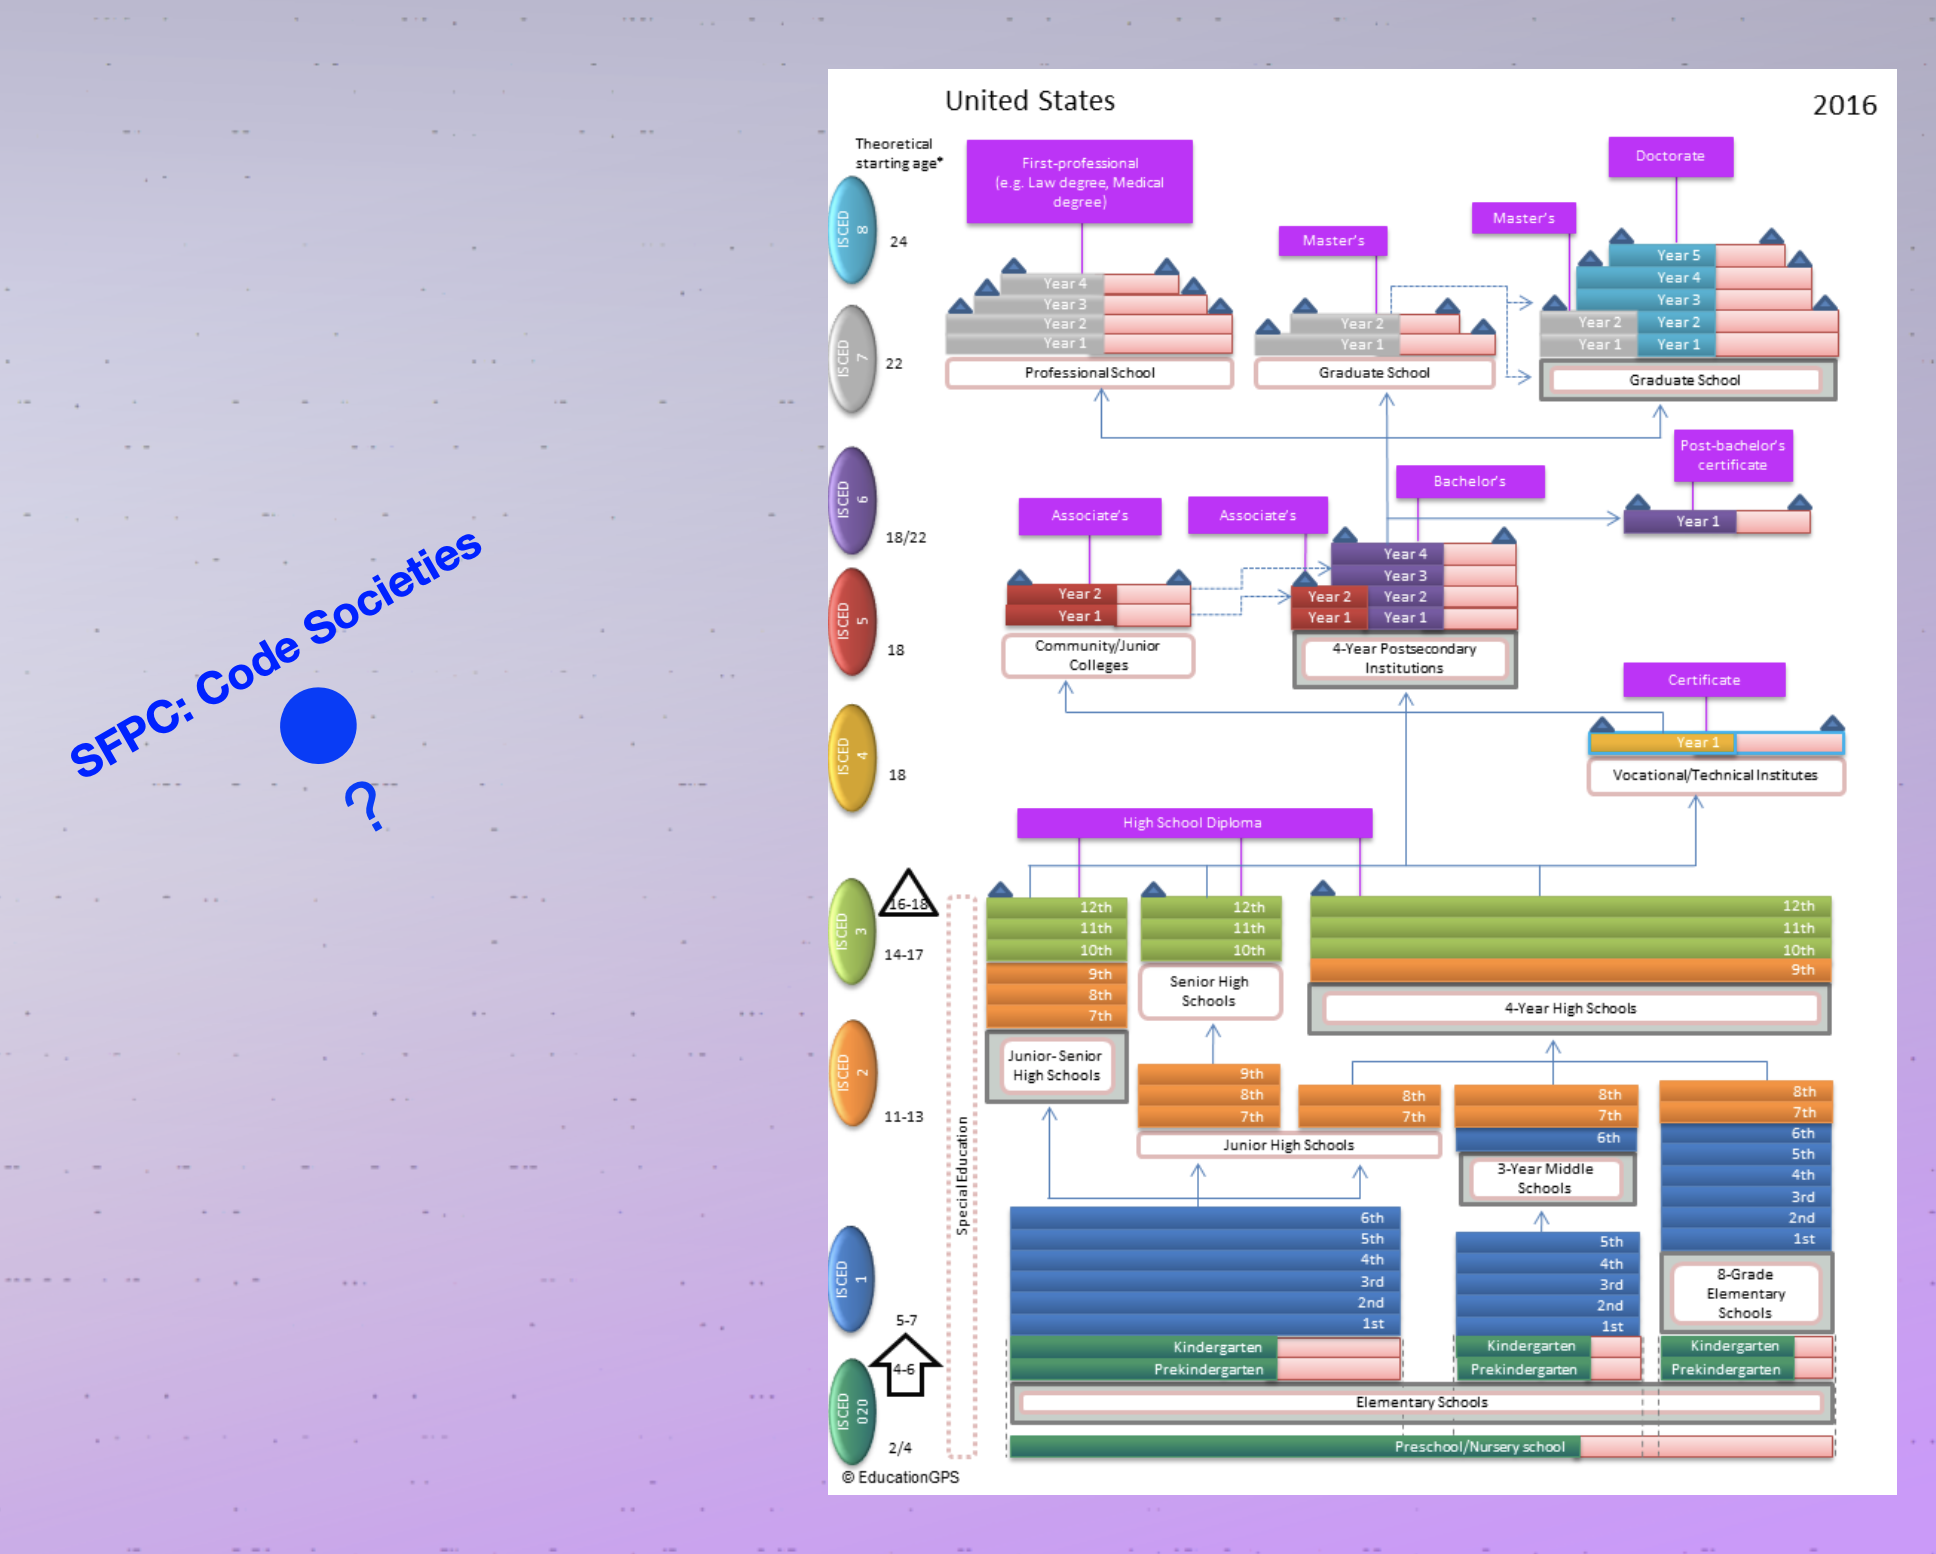 SFPC: Code Societies
?
United States
2016
Theoretical
starting age*
ISCED
8
24
ISCED
7
22
ISCED
6
18/22
ISCED
5
18
ISCED
4
18
ISCED
3
16-18
14-17
ISCED
2
11-13
ISCED
1
5-7
4-6
ISCED
020
2/4
Special Education
First-professional
(e.g. Law degree, Medical
degree)
Year 4
Year 3
Year 2
Year 1
Professional School
Master's
Year 2
Year 1
Graduate School
Master's
Doctorate
Year 5
Year 4
Year 3
Year 2 Year 2
Year 1 Year 1
Graduate School
Post-bachelor's
certificate
Year 1
Associate's
Year 2
Year 1
Community/Junior
Colleges
Associate's
Bachelor's
Year 4
Year 3
Year 2 Year 2
Year 1 Year 1
4-Year Postsecondary
Institutions
Certificate
Year 1
Vocational/Technical Institutes
High School Diploma
12th
11th
10th
9th
8th
7th
Junior-Senior
High Schools
12th
11th
10th
Senior High
Schools
12th
11th
10th
9th
4-Year High Schools
9th
8th
7th
8th
7th
Junior High Schools
8th
7th
6th
3-Year Middle
Schools
8th
7th
6th
5th
4th
3rd
2nd
1st
8-Grade
Elementary
Schools
6th
5th
4th
3rd
2nd
1st
Kindergarten
Prekindergarten
5th
4th
3rd
2nd
1st
Kindergarten
Prekindergarten
Kindergarten
Prekindergarten
Elementary Schools
Preschool/Nursery school
© EducationGPS